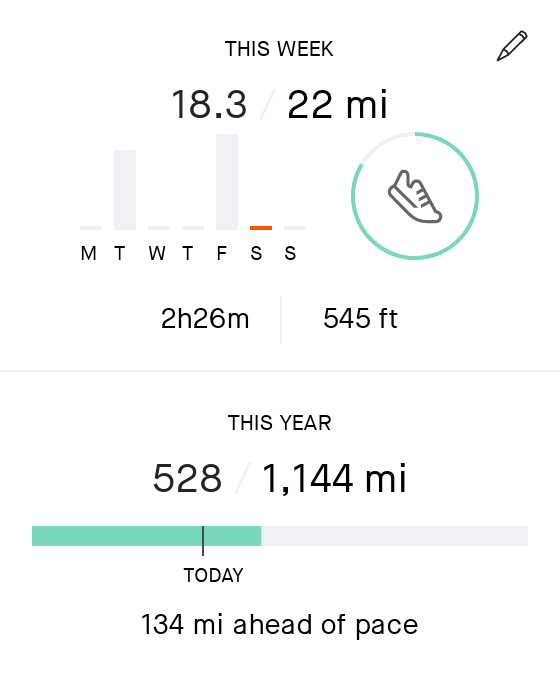 THIS WEEK
18.3 / 22 mi
M T W T F S S
2h26m 545 ft
THIS YEAR
528 / 1,144 mi
TODAY
134 mi ahead of pace